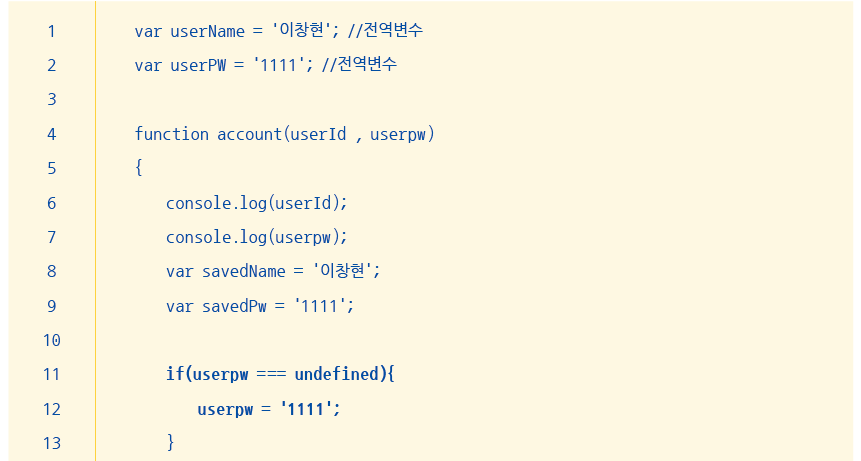 1 var userName = '이창현'; //전역변수
2 var userPW = '1111'; //전역변수
3
4 function account(userId , userpw)
5 {
6 console.log(userId);
7 console.log(userpw);
8 var savedName = '이창현';
9 var savedPw = '1111';
10
11 if(userpw === undefined){
12 userpw = '1111';
13 }